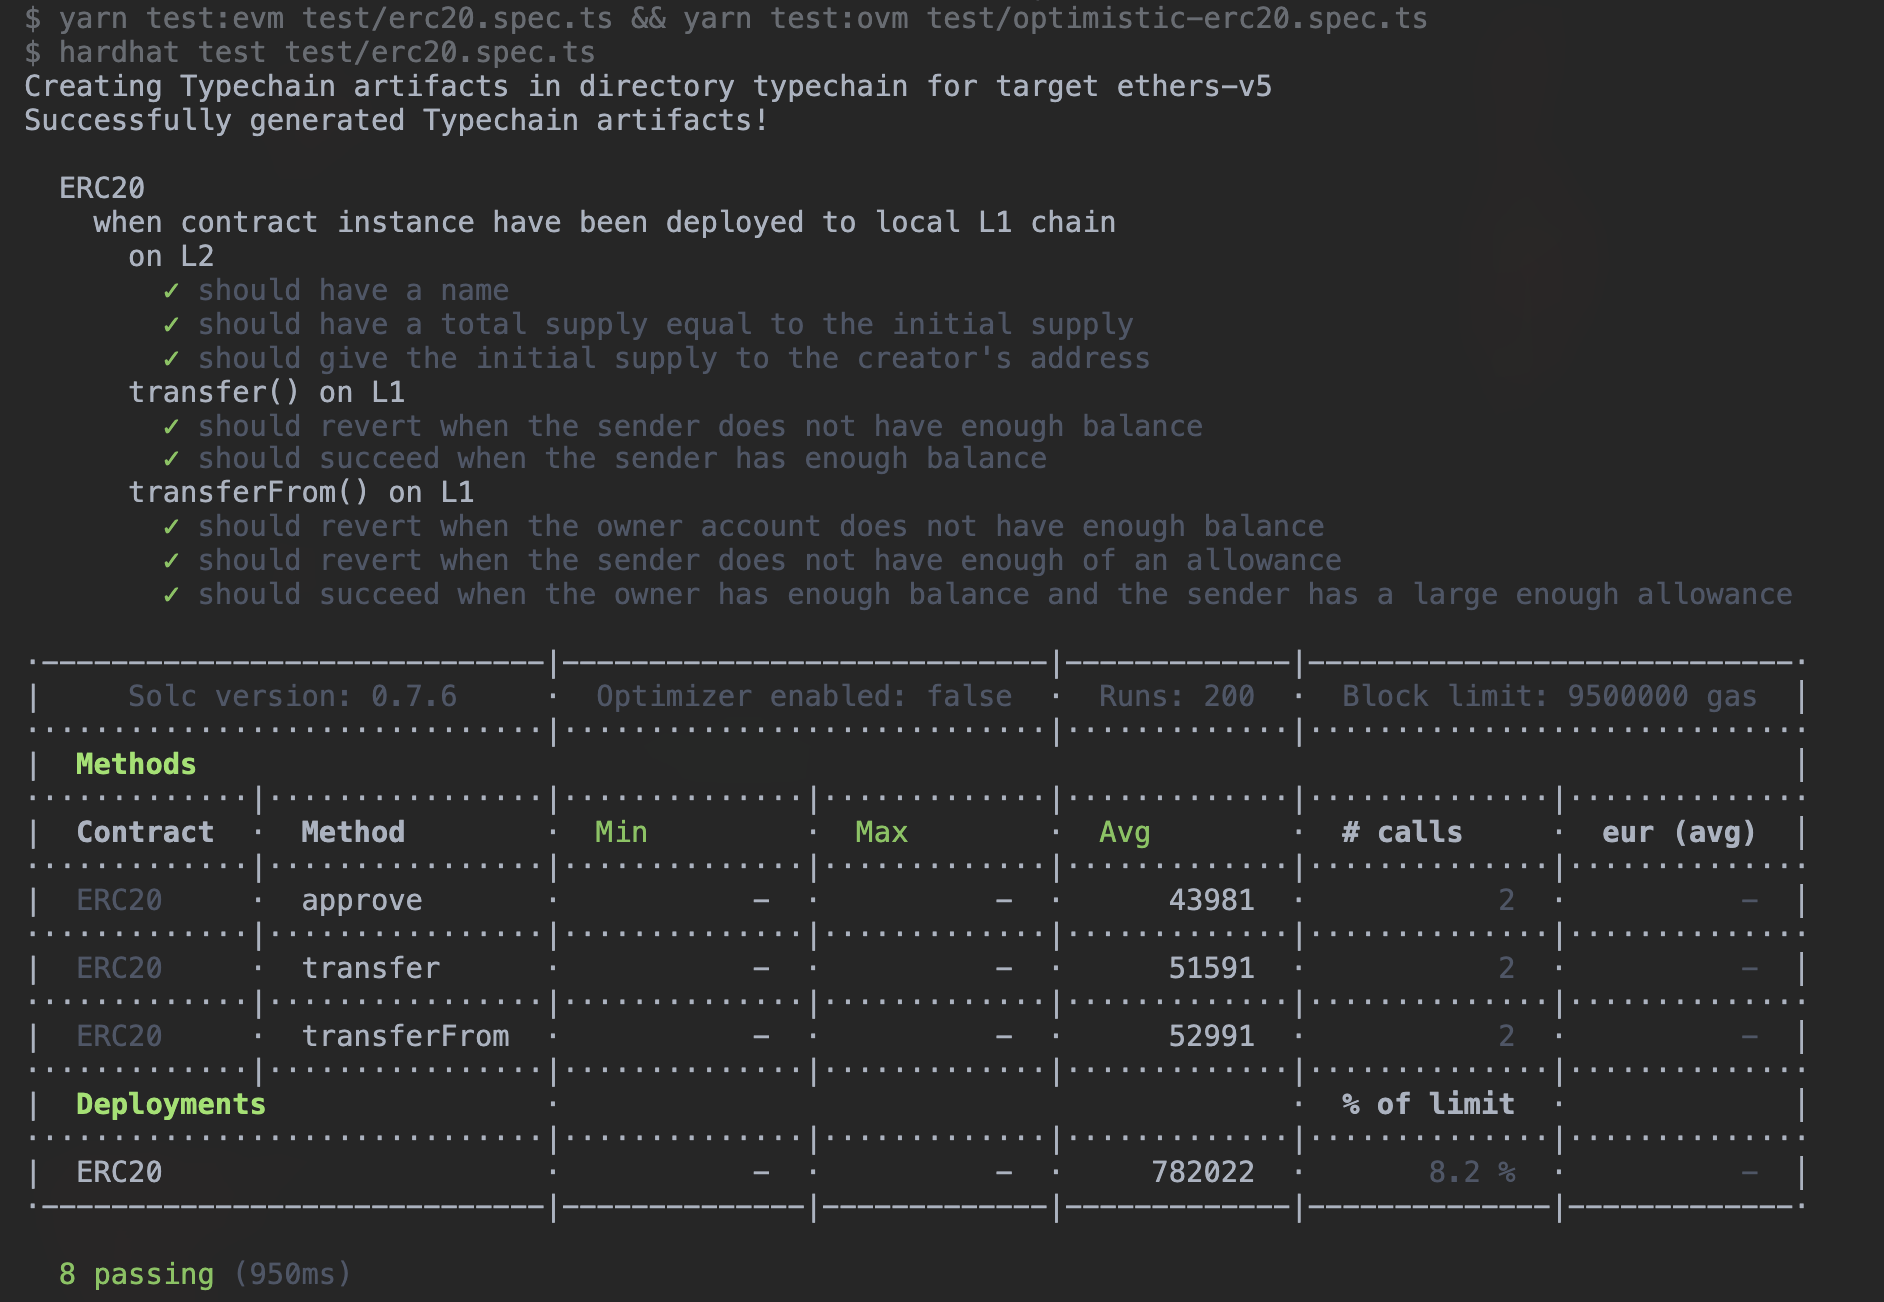 $ yarn test:evm test/erc20.spec.ts && yarn test:ovm test/optimistic-erc20.spec.ts
$ hardhat test test/erc20.spec.ts
Creating Typechain artifacts in directory typechain for target ethers-v5
Successfully generated Typechain artifacts!
ERC20
when contract instance have been deployed to local L1 chain
on L2
✓ should have a name
✓ should have a total supply equal to the initial supply
✓ should give the initial supply to the creator's address
transfer() on L1
✓ should revert when the sender does not have enough balance
✓ should succeed when the sender has enough balance
transferFrom() on L1
✓ should revert when the owner account does not have enough balance
✓ should revert when the sender does not have enough of an allowance
✓ should succeed when the owner has enough balance and the sender has a large enough allowance
| Solc version: 0.7.6 · Optimizer enabled: false · Runs: 200 · Block limit: 9500000 gas |
| Methods |
| Contract · Method · Min · Max · Avg · # calls · eur (avg) |
| ERC20 · approve · - · - · 43981 · 2 · - |
| ERC20 · transfer · - · - · 51591 · 2 · - |
| ERC20 · transferFrom · - · - · 52991 · 2 · - |
| Deployments · · % of limit · |
| ERC20 · - · - · 782022 · 8.2 % · - |
8 passing (950ms)